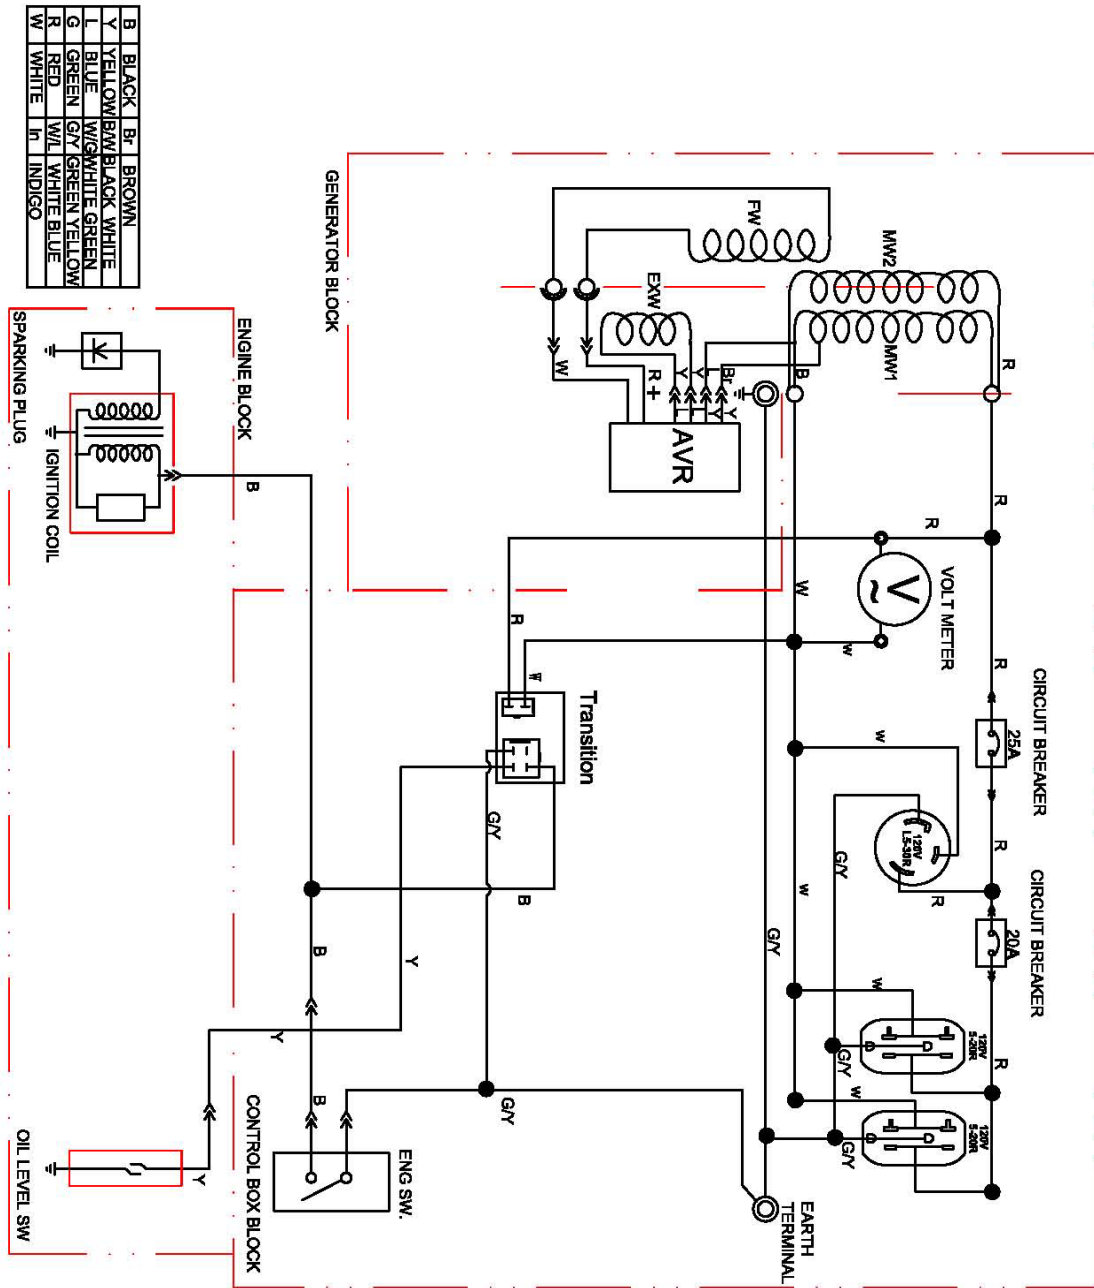 B BLACK Br BROWN
Y YELLOW B/W BLACK WHITE
L BLUE W/G WHITE GREEN
G GREEN G/Y GREEN YELLOW
R RED W/L WHITE BLUE
W WHITE In INDIGO
GENERATOR BLOCK
FW
EXW
MW2
MW1
W
R +
Y
Y
L
Br
L
L
Y
Y
B
R
AVR
ENGINE BLOCK
SPARKING PLUG
IGNITION COIL
B
R
R
V
~
VOLT METER
W
w
R
R
W
Transition
CIRCUIT BREAKER
25A
R
w
120V
L5-30R
R
G/Y
R
CIRCUIT BREAKER
20A
w
G/Y
G/Y
B
B
Y
Y
w
120V
5-20R
G/Y
R
w
120V
5-20R
G/Y
B
G/Y
ENG SW.
CONTROL BOX BLOCK
Y
OIL LEVEL SW
EARTH
TERMINAL